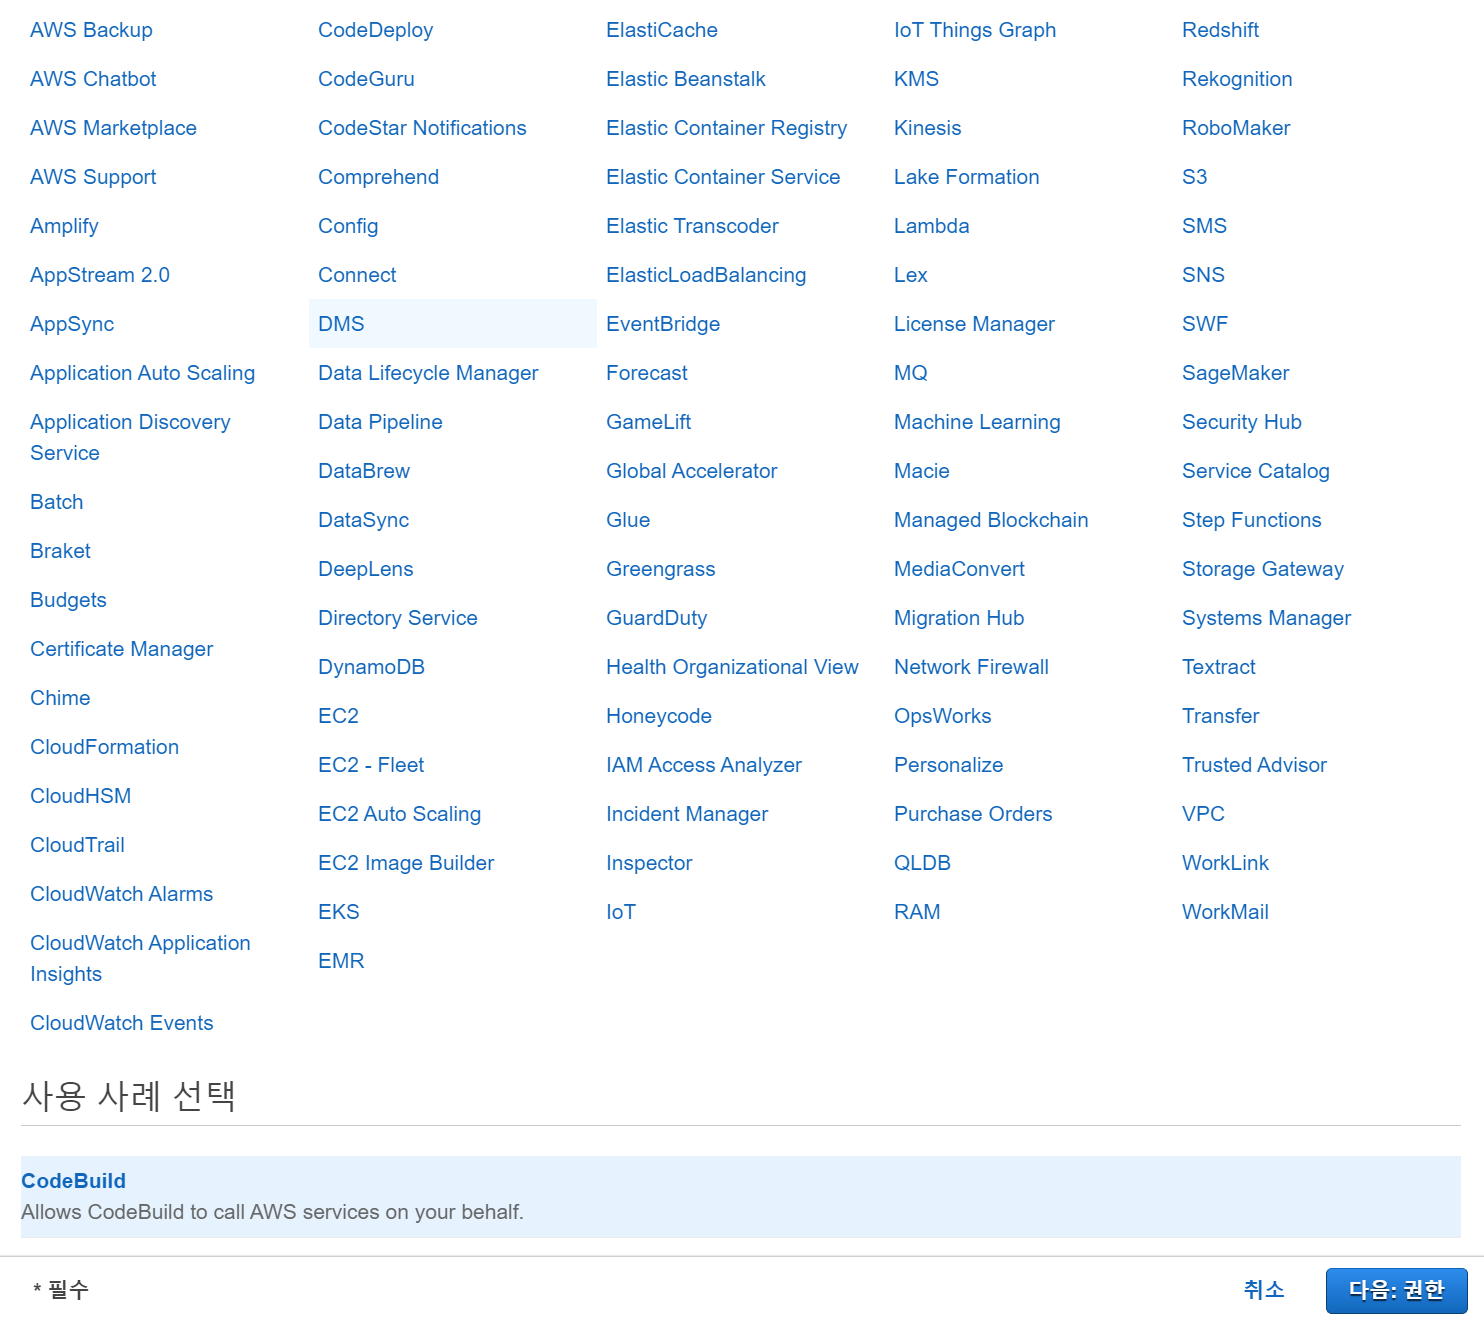 AWS Backup
AWS Chatbot
AWS Marketplace
AWS Support
Amplify
AppStream 2.0
AppSync
Application Auto Scaling
Application Discovery
Service
Batch
Braket
Budgets
Certificate Manager
Chime
CloudFormation
CloudHSM
CloudTrail
CloudWatch Alarms
CloudWatch Application
Insights
CloudWatch Events
CodeDeploy
CodeGuru
CodeStar Notifications
Comprehend
Config
Connect
DMS
Data Lifecycle Manager
Data Pipeline
DataBrew
DataSync
DeepLens
Directory Service
DynamoDB
EC2
EC2 - Fleet
EC2 Auto Scaling
EC2 Image Builder
EKS
EMR
ElastiCache
Elastic Beanstalk
Elastic Container Registry
Elastic Container Service
Elastic Transcoder
ElasticLoadBalancing
EventBridge
Forecast
GameLift
Global Accelerator
Glue
Greengrass
GuardDuty
Health Organizational View
Honeycode
IAM Access Analyzer
Incident Manager
Inspector
IoT
IoT Things Graph
KMS
Kinesis
Lake Formation
Lambda
Lex
License Manager
MQ
Machine Learning
Macie
Managed Blockchain
MediaConvert
Migration Hub
Network Firewall
OpsWorks
Personalize
Purchase Orders
QLDB
RAM
Redshift
Rekognition
RoboMaker
S3
SMS
SNS
SWF
SageMaker
Security Hub
Service Catalog
Step Functions
Storage Gateway
Systems Manager
Textract
Transfer
Trusted Advisor
VPC
WorkLink
WorkMail
사용 사례 선택
CodeBuild
Allows CodeBuild to call AWS services on your behalf.
* 필수
취소
다음: 권한